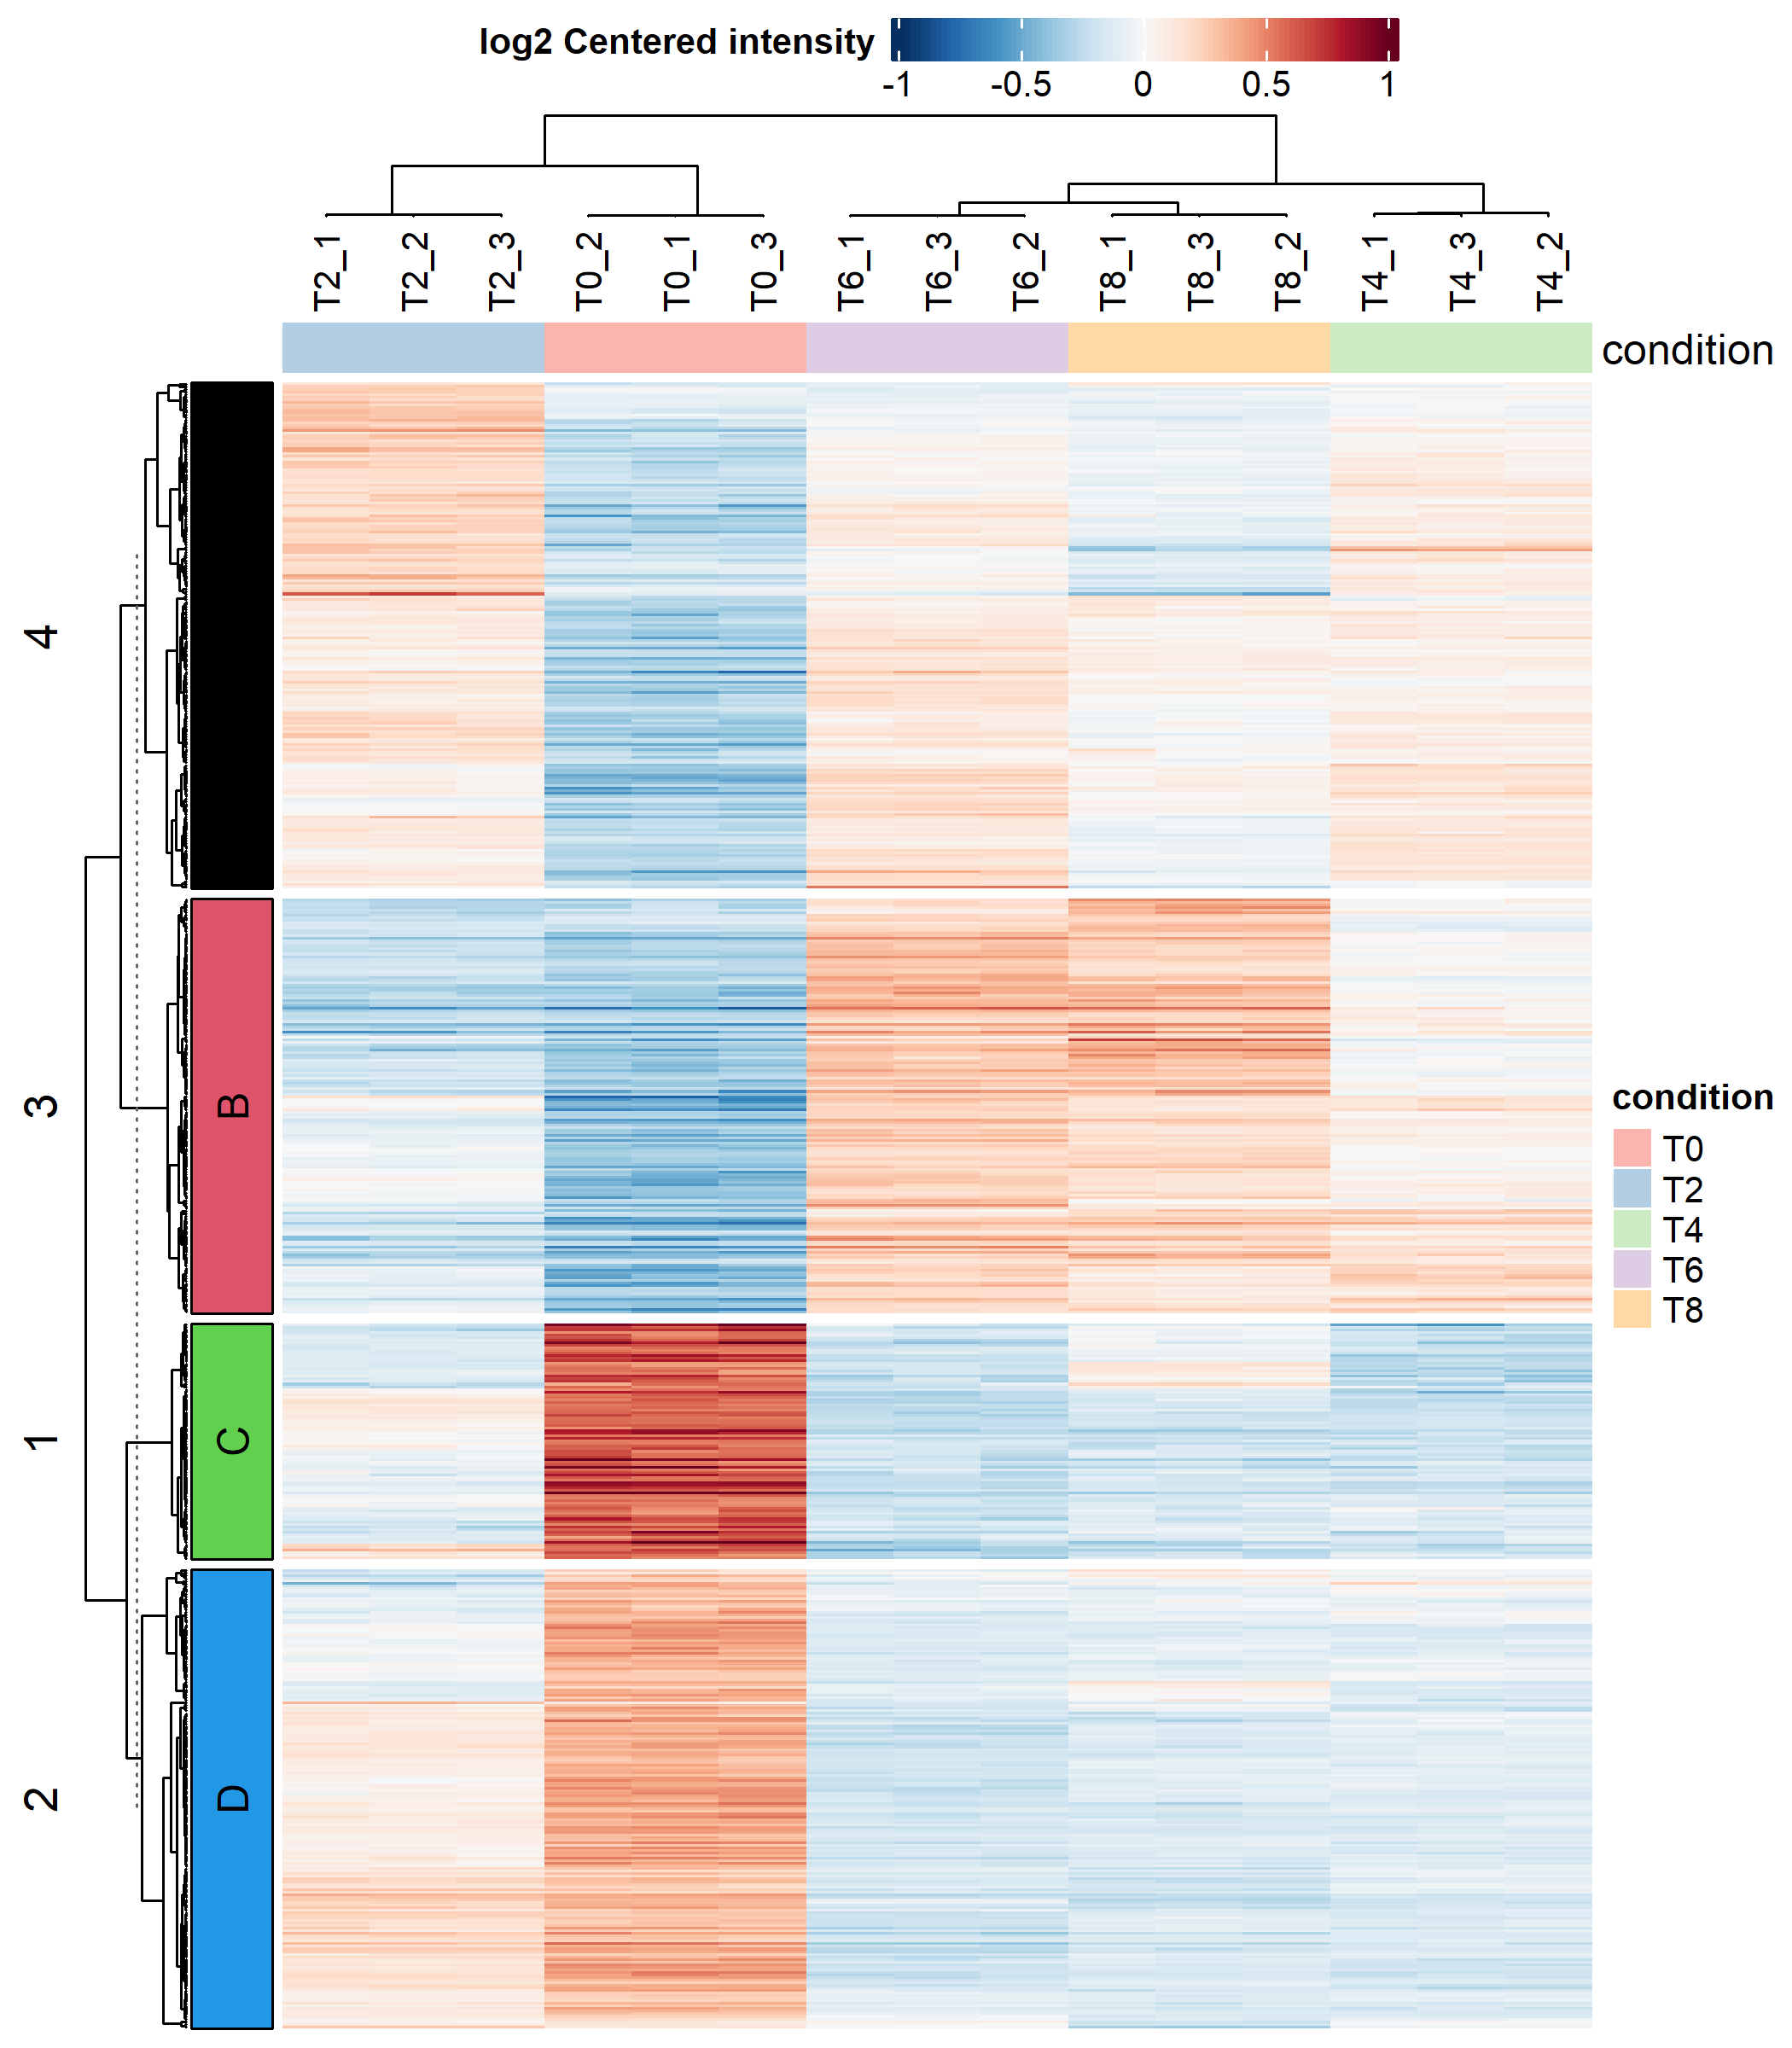 log2 Centered intensity
-1 -0.5 0 0.5 1
T2_1 T2_2 T2_3 T0_2 T0_1 T0_3 T6_1 T6_3 T6_2 T8_1 T8_3 T8_2 T4_1 T4_3 T4_2
condition
4
3 B
1 C
2 D
condition
T0
T2
T4
T6
T8